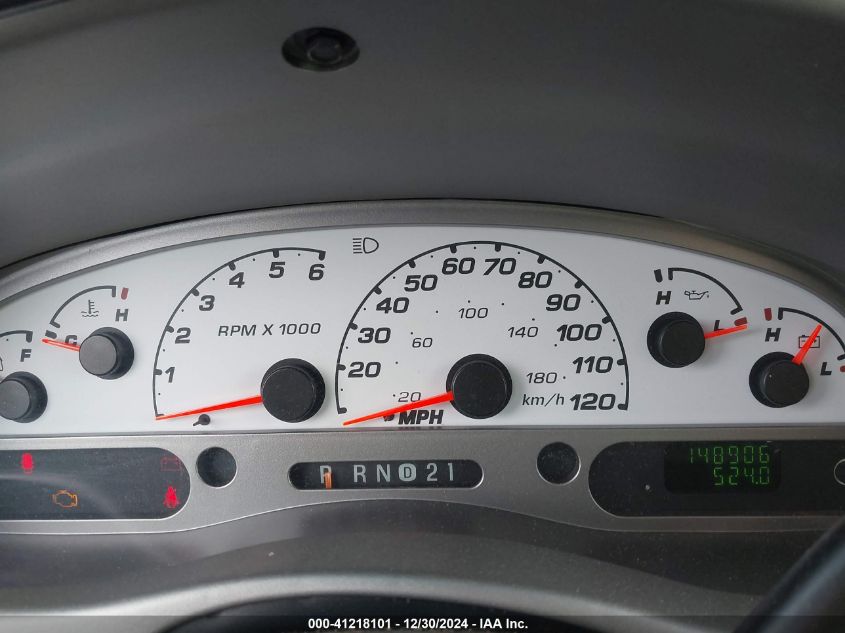 1 2 3 4 5 6
RPM X 1000
20 30 40 50 60 70 80 90 100 110 120
20 60 100 140 180
MPH
km/h
F
C H
H L
H L
P R N D 2 1
148906
524.0
000-41218101 - 12/30/2024 - IAA Inc.